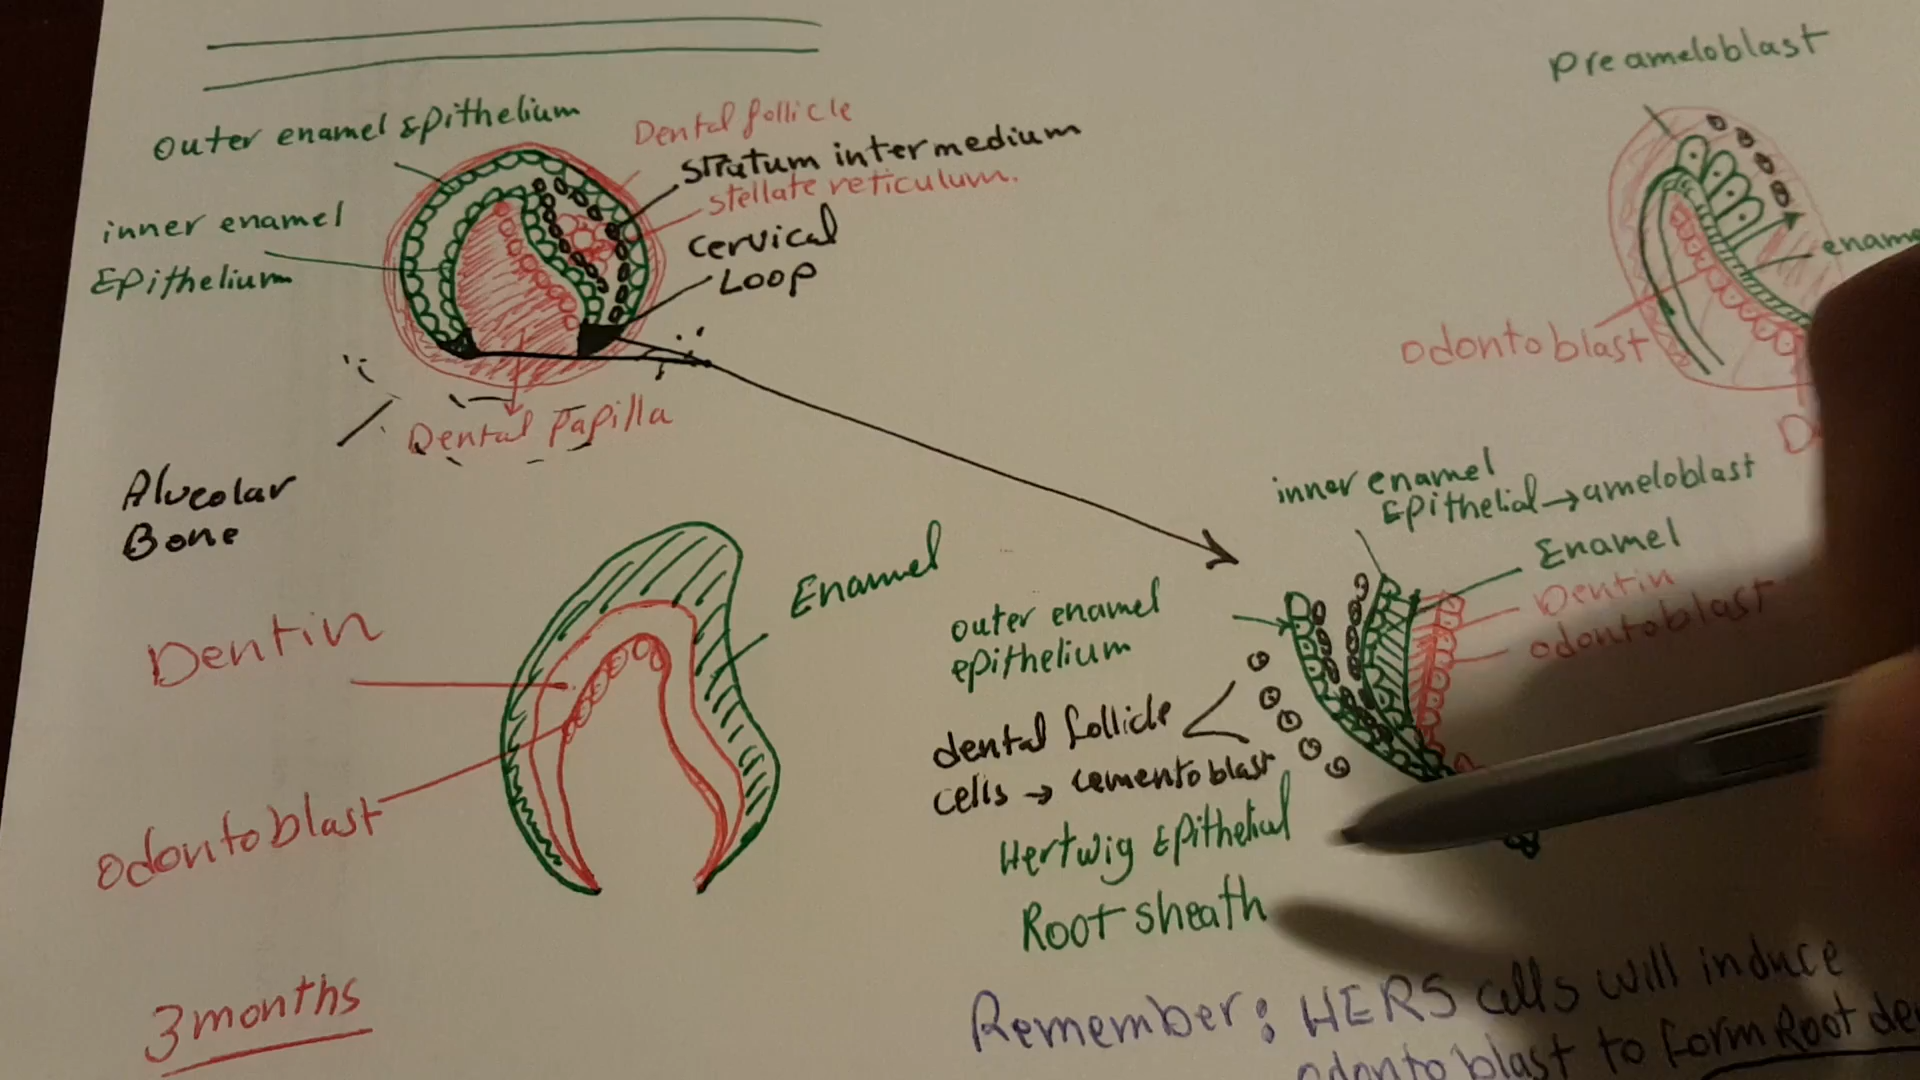 Outer enamel Epithelium
Dental follicle
Stratum intermedium
stellate reticulum.
inner enamel
Epithelium
Cervical
Loop
Dental Papilla
Alveolar
Bone
Preameloblast
odontoblast
inner enamel
Epithelial → ameloblast
Enamel
Dentin
odontoblast
outer enamel
epithelium
dental follicle
cells → cementoblast
Hertwig Epithelial
Root sheath
Enamel
Dentin
odontoblast
3 months
Remember: HERS cells will induce
odontoblast to form Root